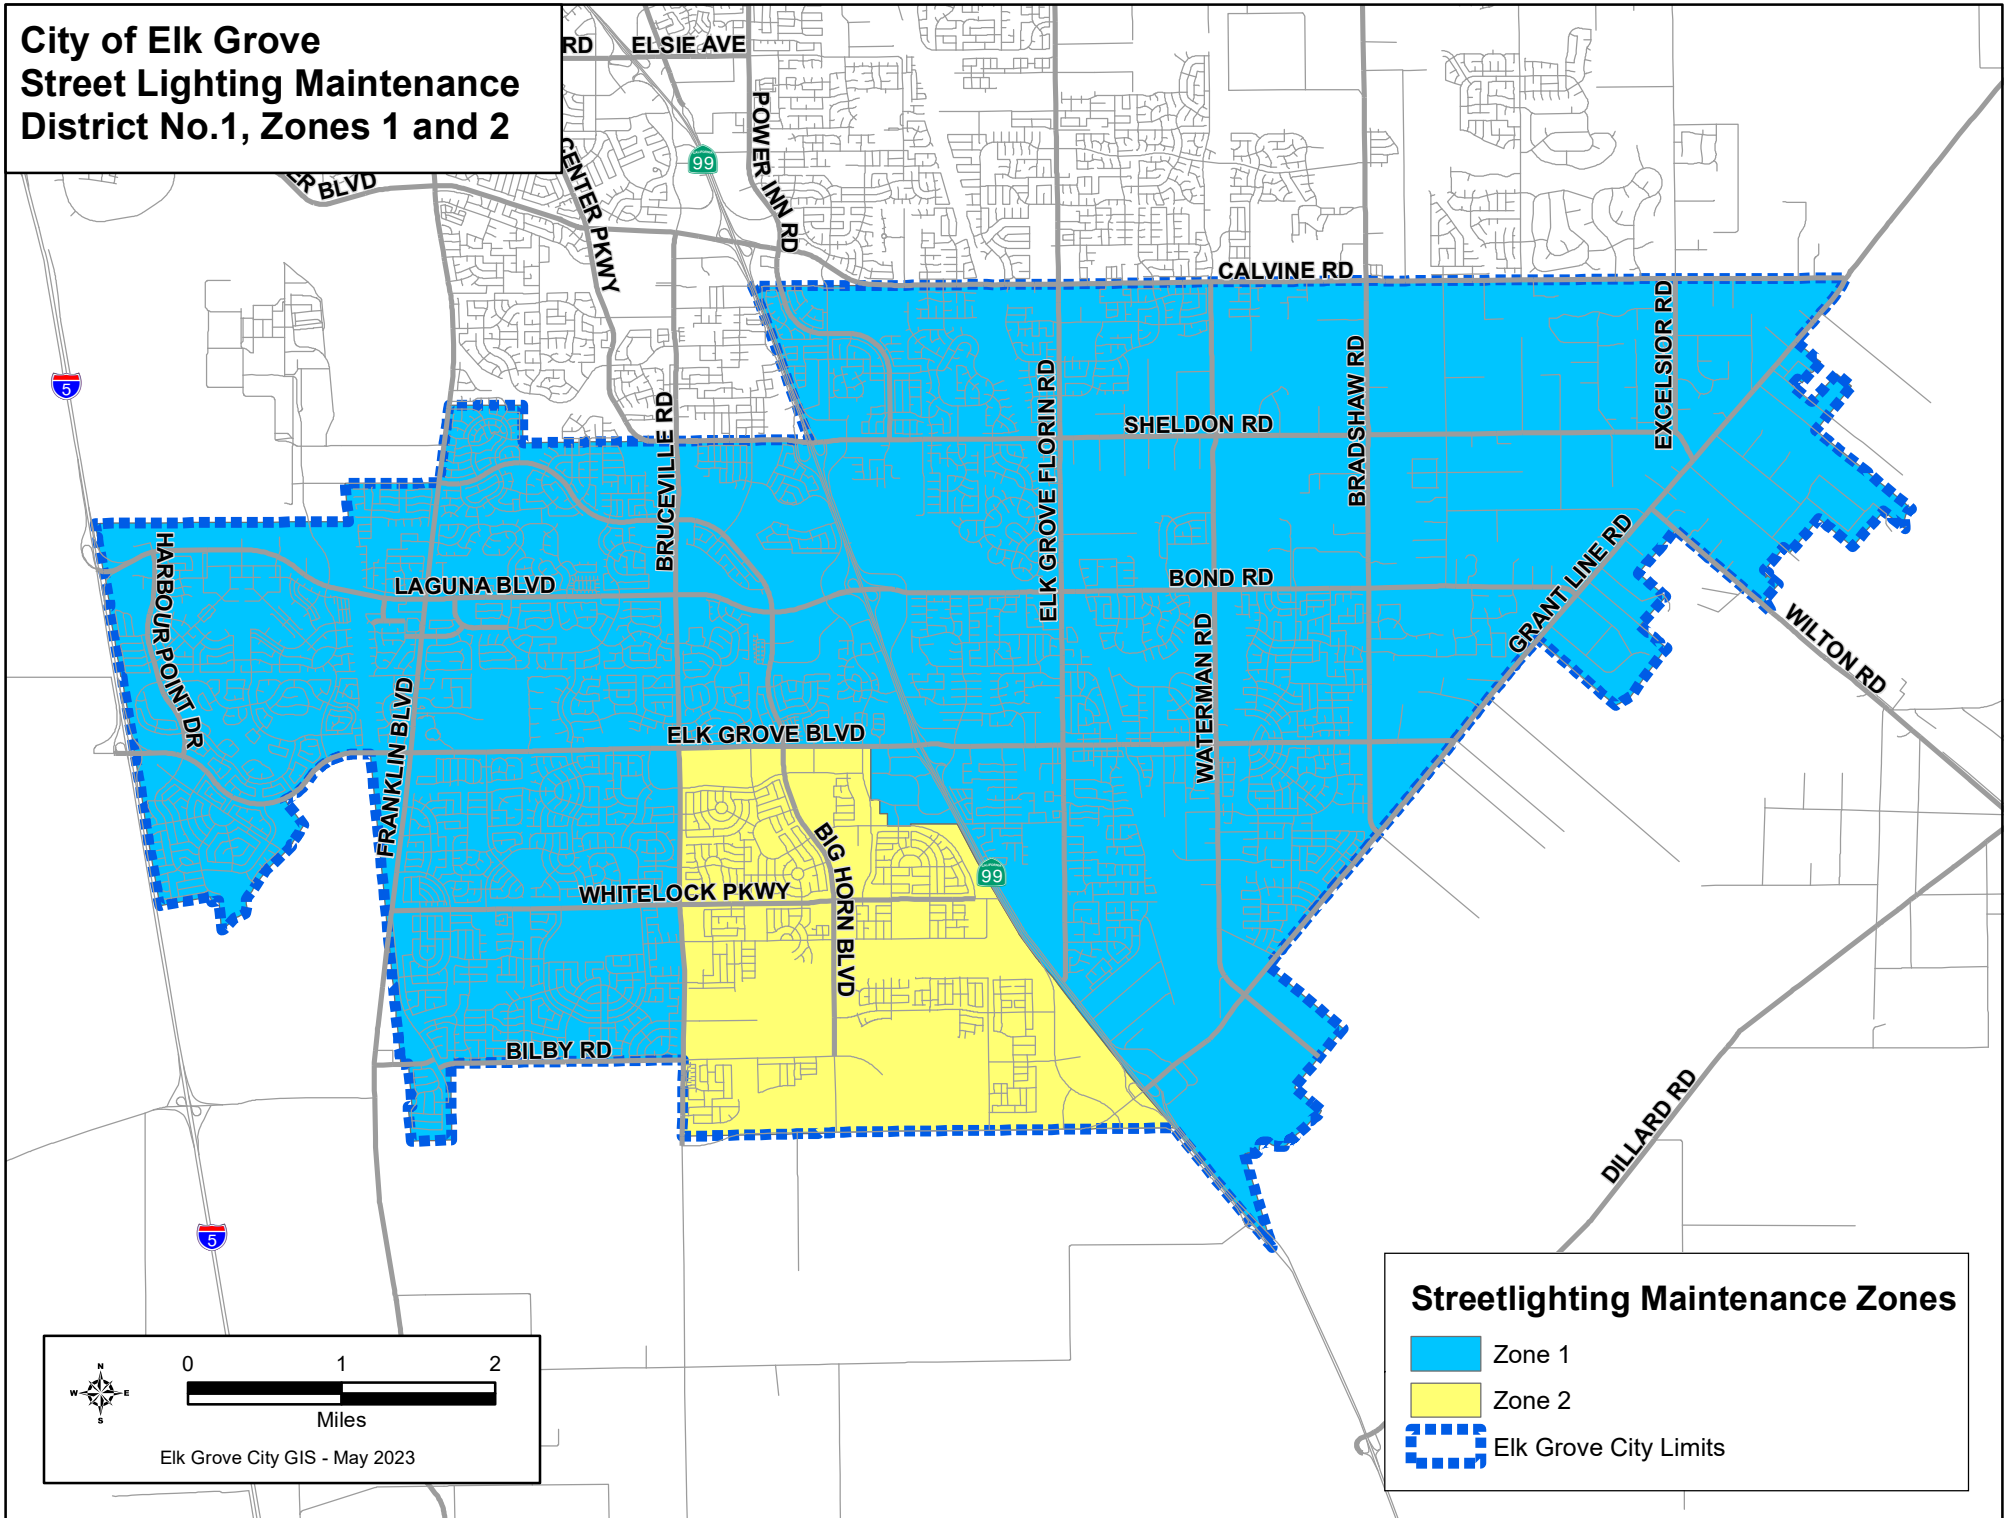 City of Elk Grove
Street Lighting Maintenance
District No.1, Zones 1 and 2
RD
ELSIE AVE
POWER INN RD
CENTER PKWY
BLVD
99
CALVINE RD
5
EXCELSIOR RD
BRADSHAW RD
ELK GROVE FLORIN RD
BRUCEVILLE RD
SHELDON RD
HARBOUR POINT DR
LAGUNA BLVD
BOND RD
GRANT LINE RD
WILTON RD
WATERMAN RD
FRANKLIN BLVD
ELK GROVE BLVD
BIG HORN BLVD
99
WHITELOCK PKWY
BILBY RD
DILLARD RD
5
Streetlighting Maintenance Zones
Zone 1
Zone 2
Elk Grove City Limits
N
W E
S
0 1 2
Miles
Elk Grove City GIS - May 2023